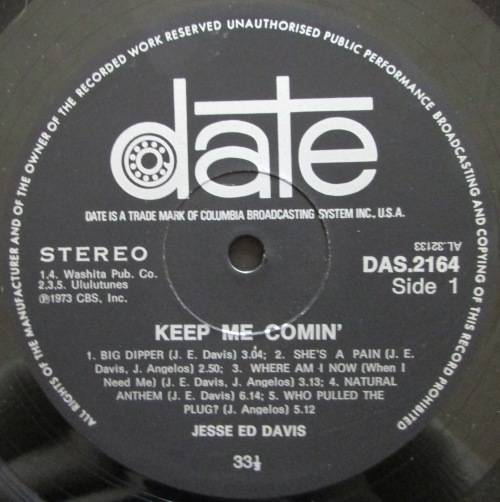 ALL RIGHTS OF THE MANUFACTURER AND OF THE OWNER OF THE RECORDED WORK RESERVED UNAUTHORISED PUBLIC PERFORMANCE BROADCASTING AND COPYING OF THIS RECORD PROHIBITED
date
DATE IS A TRADE MARK OF COLUMBIA BROADCASTING SYSTEM INC., U.S.A.
AL.32133
STEREO
DAS.2164
1,4. Washita Pub. Co.
Side 1
2,3,5. Ululutunes
℗1973 CBS, Inc.
KEEP ME COMIN'
1. BIG DIPPER (J. E. Davis) 3.04; 2. SHE'S A PAIN (J. E.
Davis, J. Angelos) 2.50; 3. WHERE AM I NOW (When I
Need Me) (J. E. Davis, J. Angelos) 3.13; 4. NATURAL
ANTHEM (J. E. Davis) 6.14; 5. WHO PULLED THE
PLUG? (J. Angelos) 5.12
JESSE ED DAVIS
33⅓